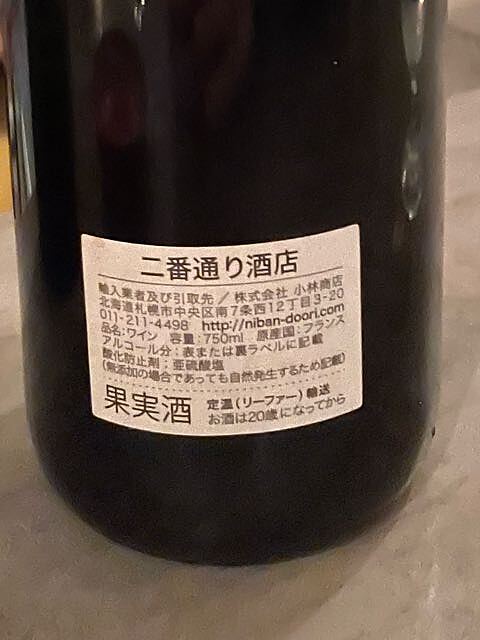 二番通り酒店
輸入業者及び引取先／株式会社 小林商店
北海道札幌市中央区南7条西12丁目3-20
011-211-4498 http://niban-doori.com
品名:ワイン 容量:750ml 原産国:フランス
アルコール分:表または裏ラベルに記載
酸化防止剤:亜硫酸塩
(無添加の場合であっても自然発生するため記載)
果実酒 定温(リーファー)輸送
お酒は20歳になってから